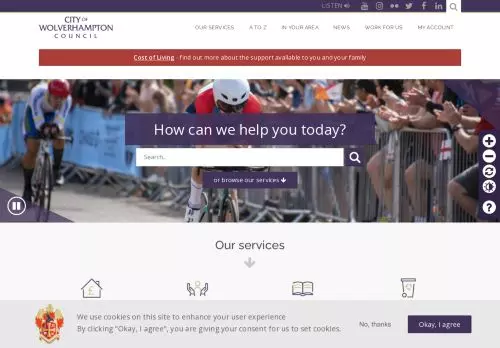 LISTEN
CITY OF
WOLVERHAMPTON
COUNCIL
OUR SERVICES
A TO Z
IN YOUR AREA
NEWS
WORK FOR US
MY ACCOUNT
Cost of Living - find out more about the support available to you and your family
How can we help you today?
Search...
or browse our services
Our services
We use cookies on this site to enhance your user experience
By clicking "Okay, I agree", you are giving your consent for us to set cookies.
No, thanks
Okay, I agree